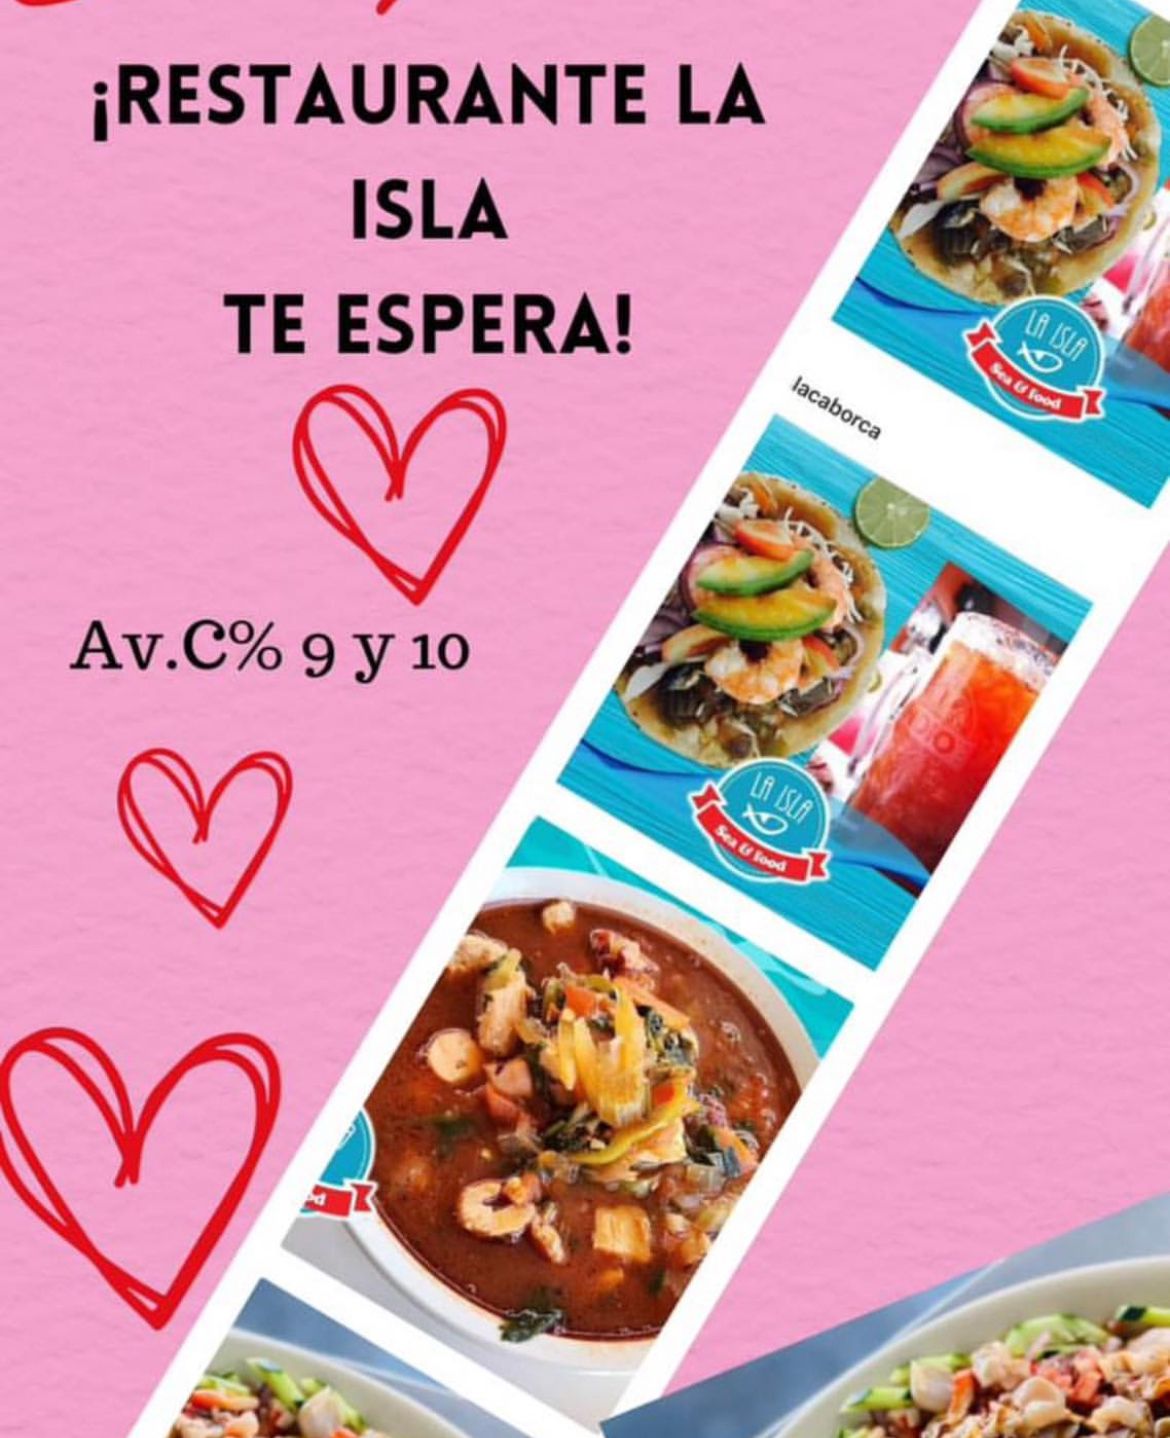 ¡RESTAURANTE LA
ISLA
TE ESPERA!
Av.C% 9 y 10
LA ISLA
Sea & food
lacaborca
LA ISLA
Sea & food